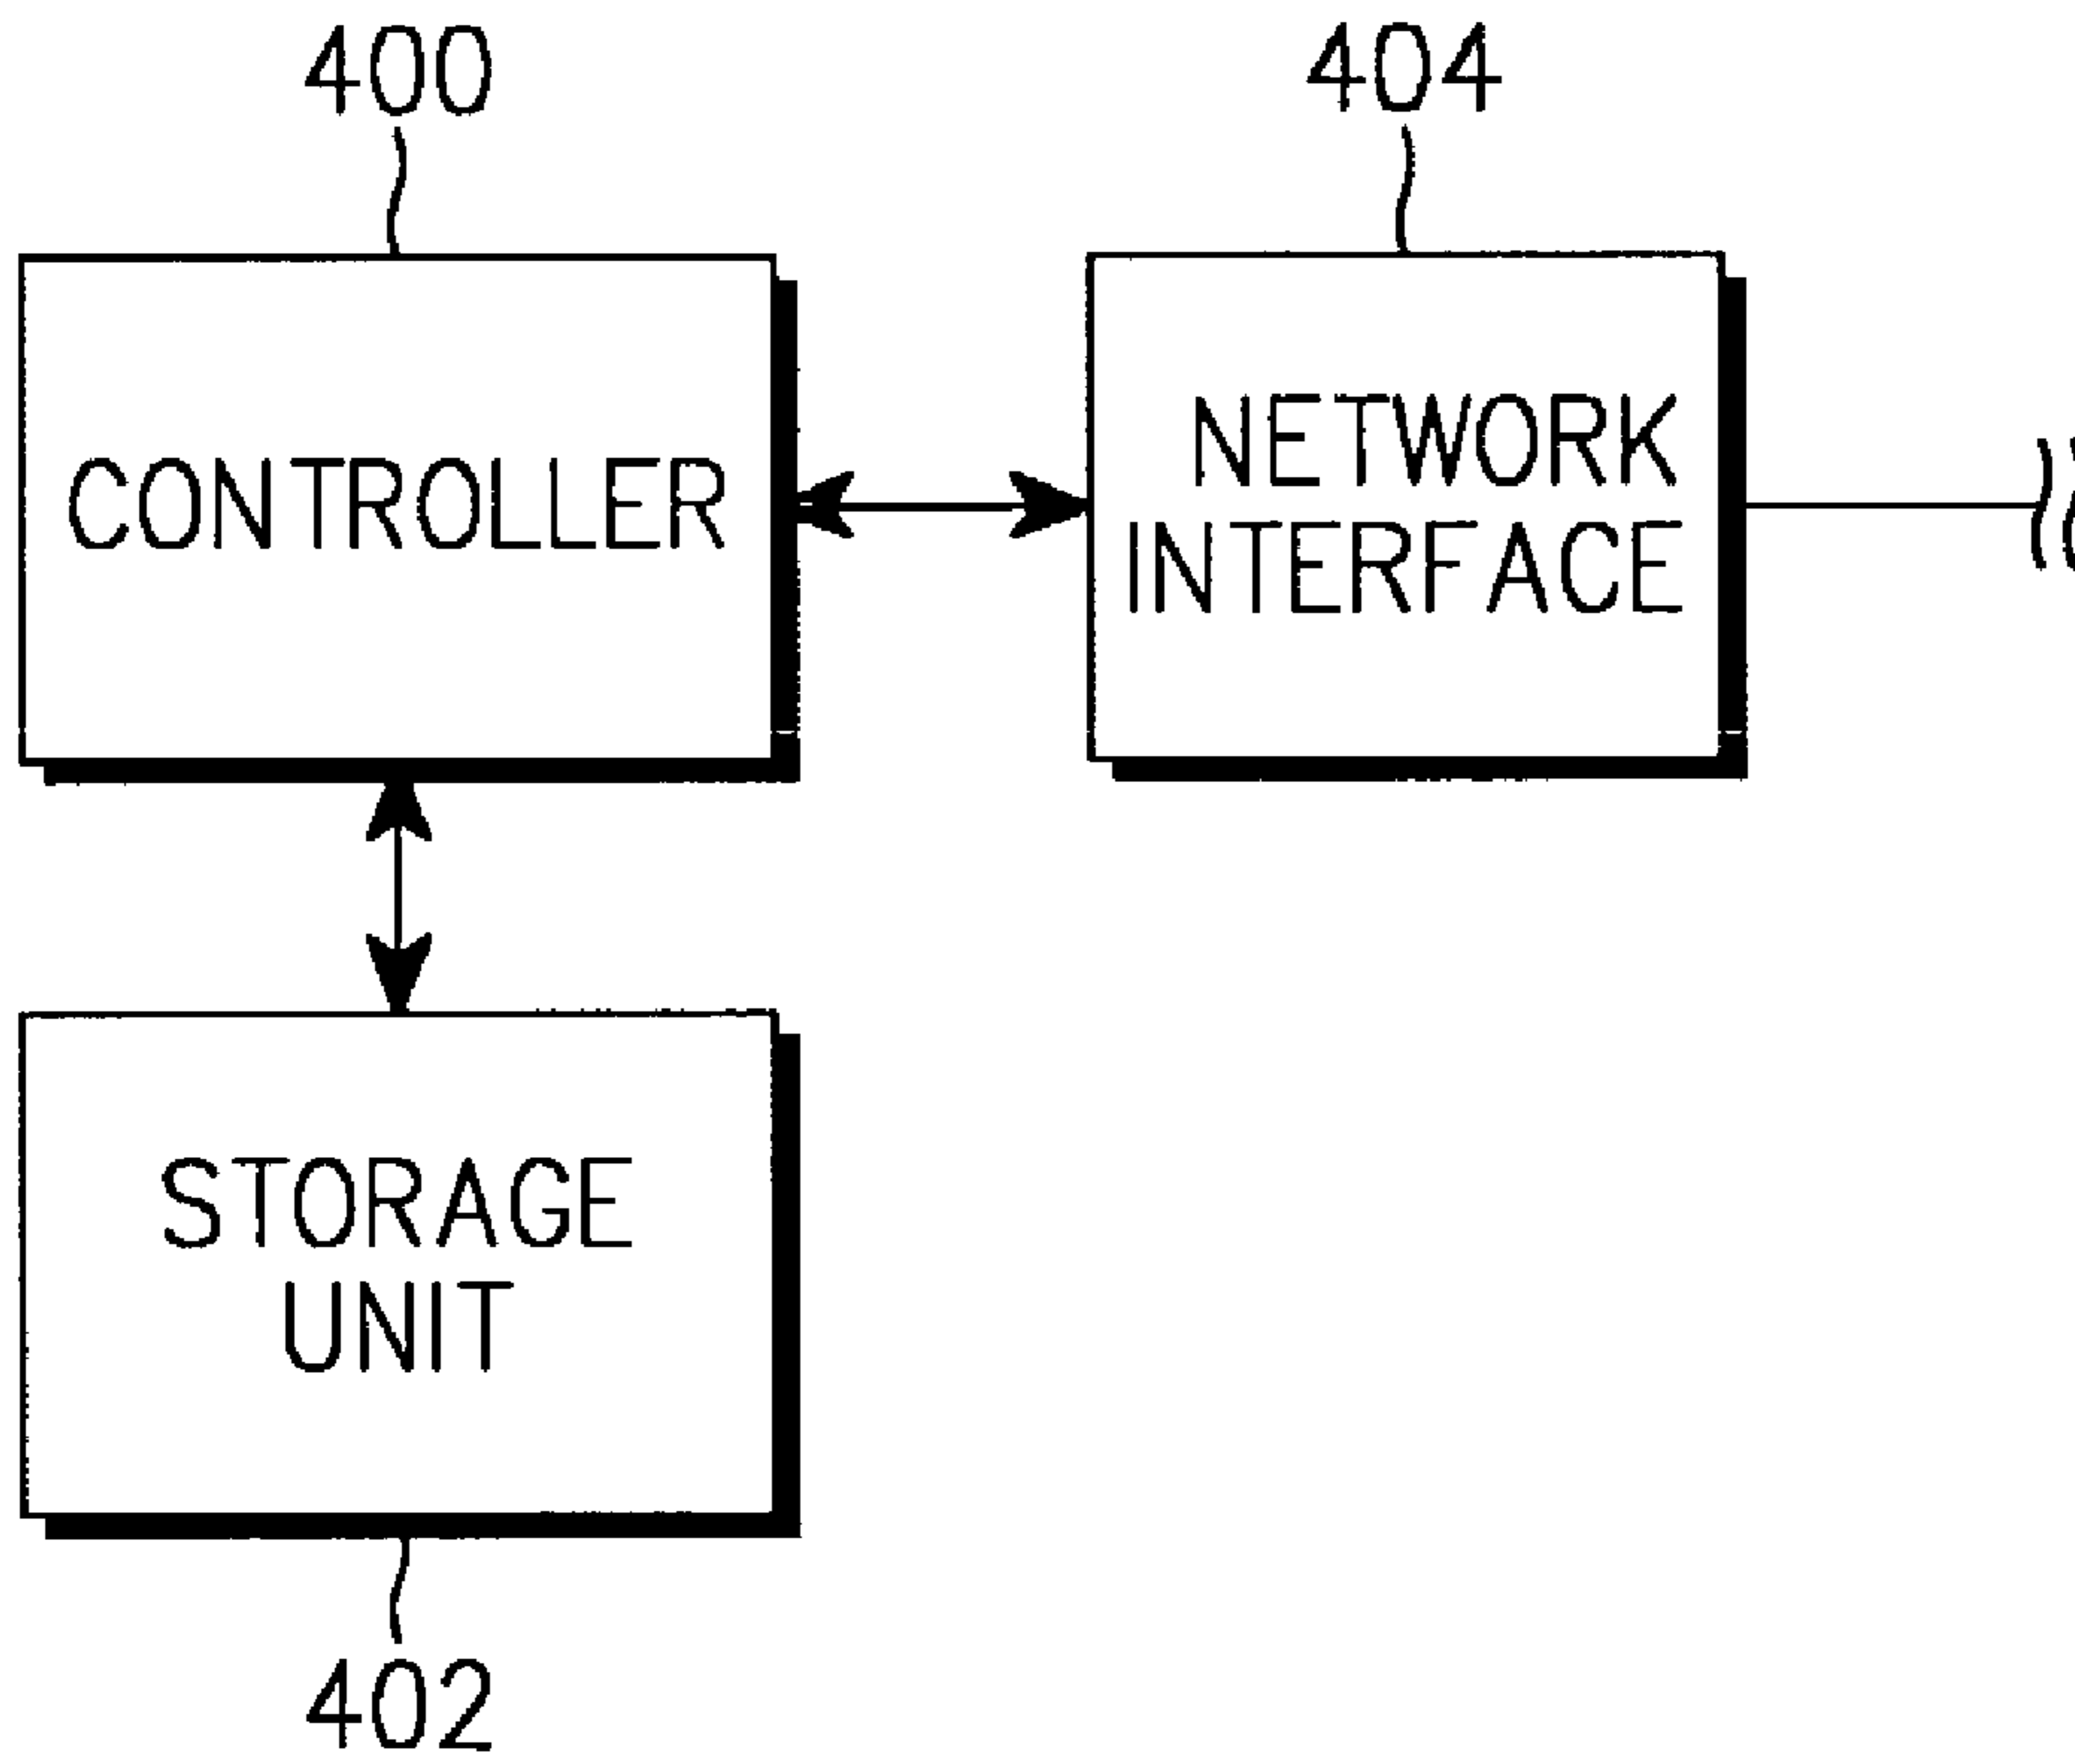 400
404
CONTROLLER
NETWORK
INTERFACE
STORAGE
UNIT
402